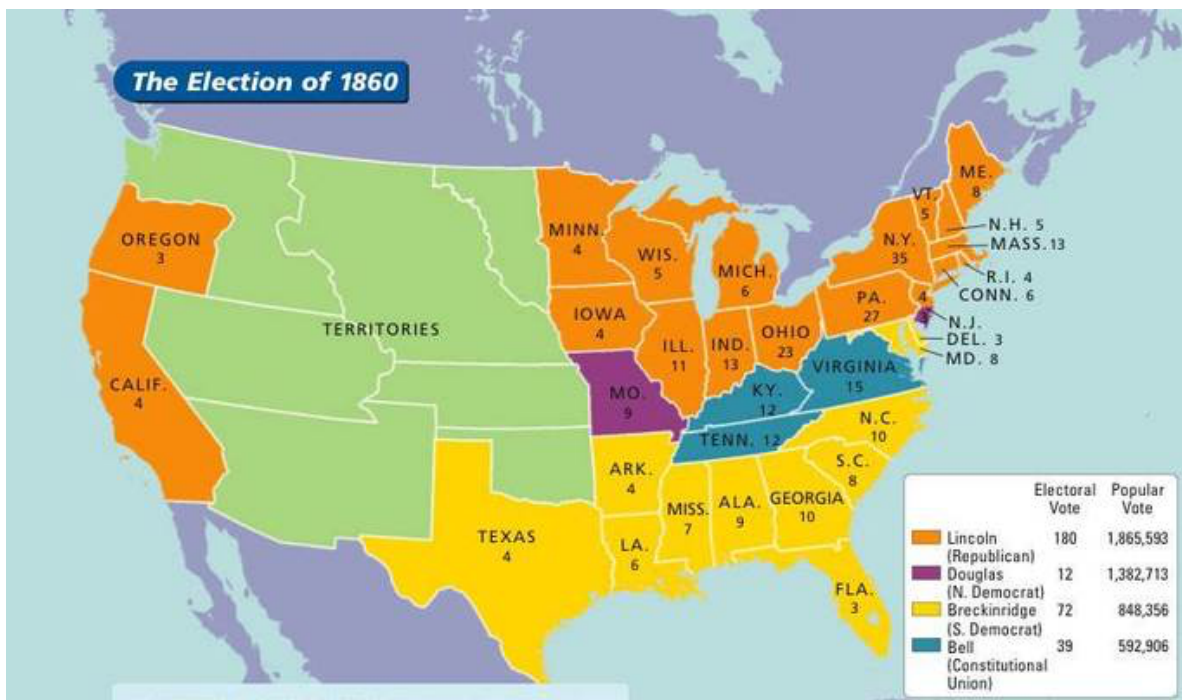 The Election of 1860
ME.
8
VT.
5
N.H. 5
MASS. 13
R.I. 4
CONN. 6
N.Y.
35
OREGON
3
MINN.
4
WIS.
5
MICH.
6
PA.
27
4
N.J.
DEL. 3
MD. 8
IOWA
4
TERRITORIES
ILL.
11
IND.
13
OHIO
23
VIRGINIA
15
CALIF.
4
MO.
9
KY.
12
TENN. 12
N.C.
10
ARK.
4
S.C.
8
MISS.
7
ALA.
9
GEORGIA
10
TEXAS
4
LA.
6
FLA.
3
Electoral Popular
Vote Vote
Lincoln 180 1,865,593
(Republican)
Douglas 12 1,382,713
(N. Democrat)
Breckinridge 72 848,356
(S. Democrat)
Bell 39 592,906
(Constitutional
Union)